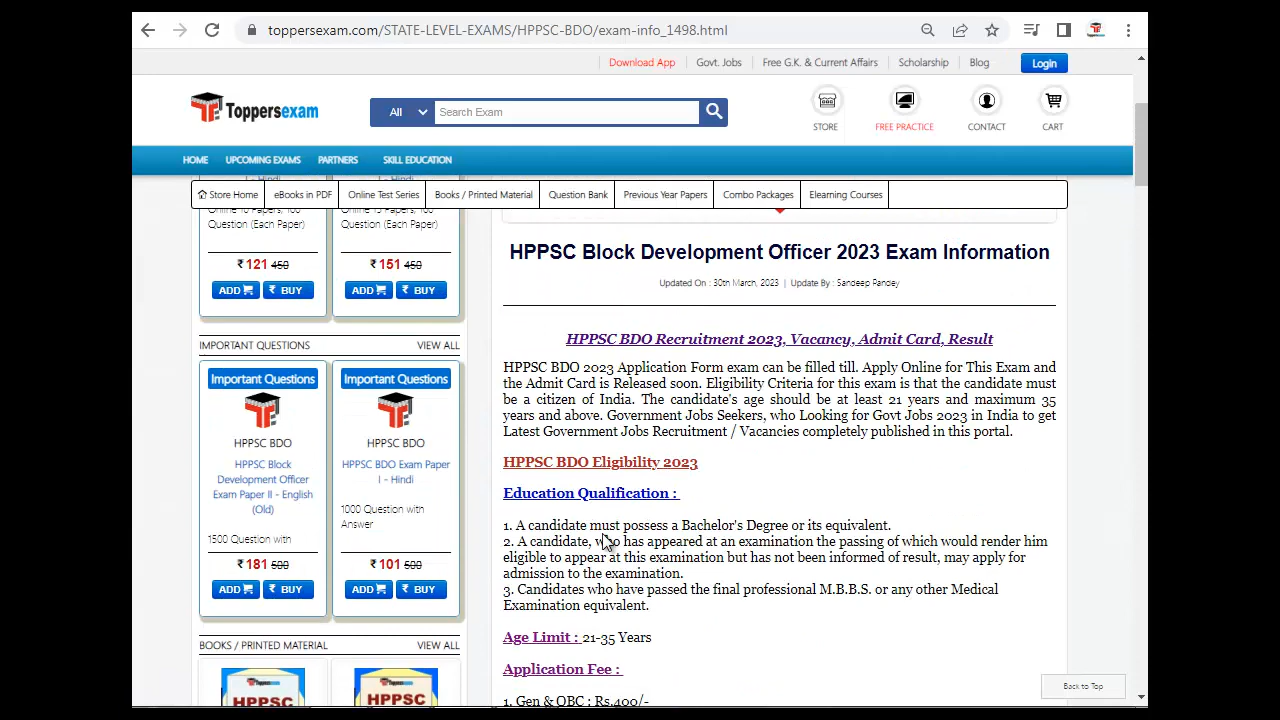 toppersexam.com/STATE-LEVEL-EXAMS/HPPSC-BDO/exam-info_1498.html
Download App
Govt. Jobs
Free G.K. & Current Affairs
Scholarship
Blog
Login
Toppersexam
All
Search Exam
STORE
FREE PRACTICE
CONTACT
CART
HOME
UPCOMING EXAMS
PARTNERS
SKILL EDUCATION
Store Home
eBooks in PDF
Online Test Series
Books / Printed Material
Question Bank
Previous Year Papers
Combo Packages
Elearning Courses
Question (Each Paper)
₹ 121 450
ADD
₹ BUY
Question (Each Paper)
₹ 151 450
ADD
₹ BUY
IMPORTANT QUESTIONS
VIEW ALL
Important Questions
HPPSC BDO
HPPSC Block
Development Officer
Exam Paper II - English
(Old)
1500 Question with
₹ 181 500
ADD
₹ BUY
Important Questions
HPPSC BDO
HPPSC BDO Exam Paper
I - Hindi
1000 Question with
Answer
₹ 101 500
ADD
₹ BUY
BOOKS / PRINTED MATERIAL
VIEW ALL
Toppersexam
HPPSC
Toppersexam
HPPSC
HPPSC Block Development Officer 2023 Exam Information
Updated On : 30th March, 2023 | Update By : Sandeep Pandey
HPPSC BDO Recruitment 2023, Vacancy, Admit Card, Result
HPPSC BDO 2023 Application Form exam can be filled till. Apply Online for This Exam and
the Admit Card is Released soon. Eligibility Criteria for this exam is that the candidate must
be a citizen of India. The candidate's age should be at least 21 years and maximum 35
years and above. Government Jobs Seekers, who Looking for Govt Jobs 2023 in India to get
Latest Government Jobs Recruitment / Vacancies completely published in this portal.
HPPSC BDO Eligibility 2023
Education Qualification :
1. A candidate must possess a Bachelor's Degree or its equivalent.
2. A candidate, who has appeared at an examination the passing of which would render him
eligible to appear at this examination but has not been informed of result, may apply for
admission to the examination.
3. Candidates who have passed the final professional M.B.B.S. or any other Medical
Examination equivalent.
Age Limit : 21-35 Years
Application Fee :
1. Gen & OBC : Rs.400/-
Back to Top